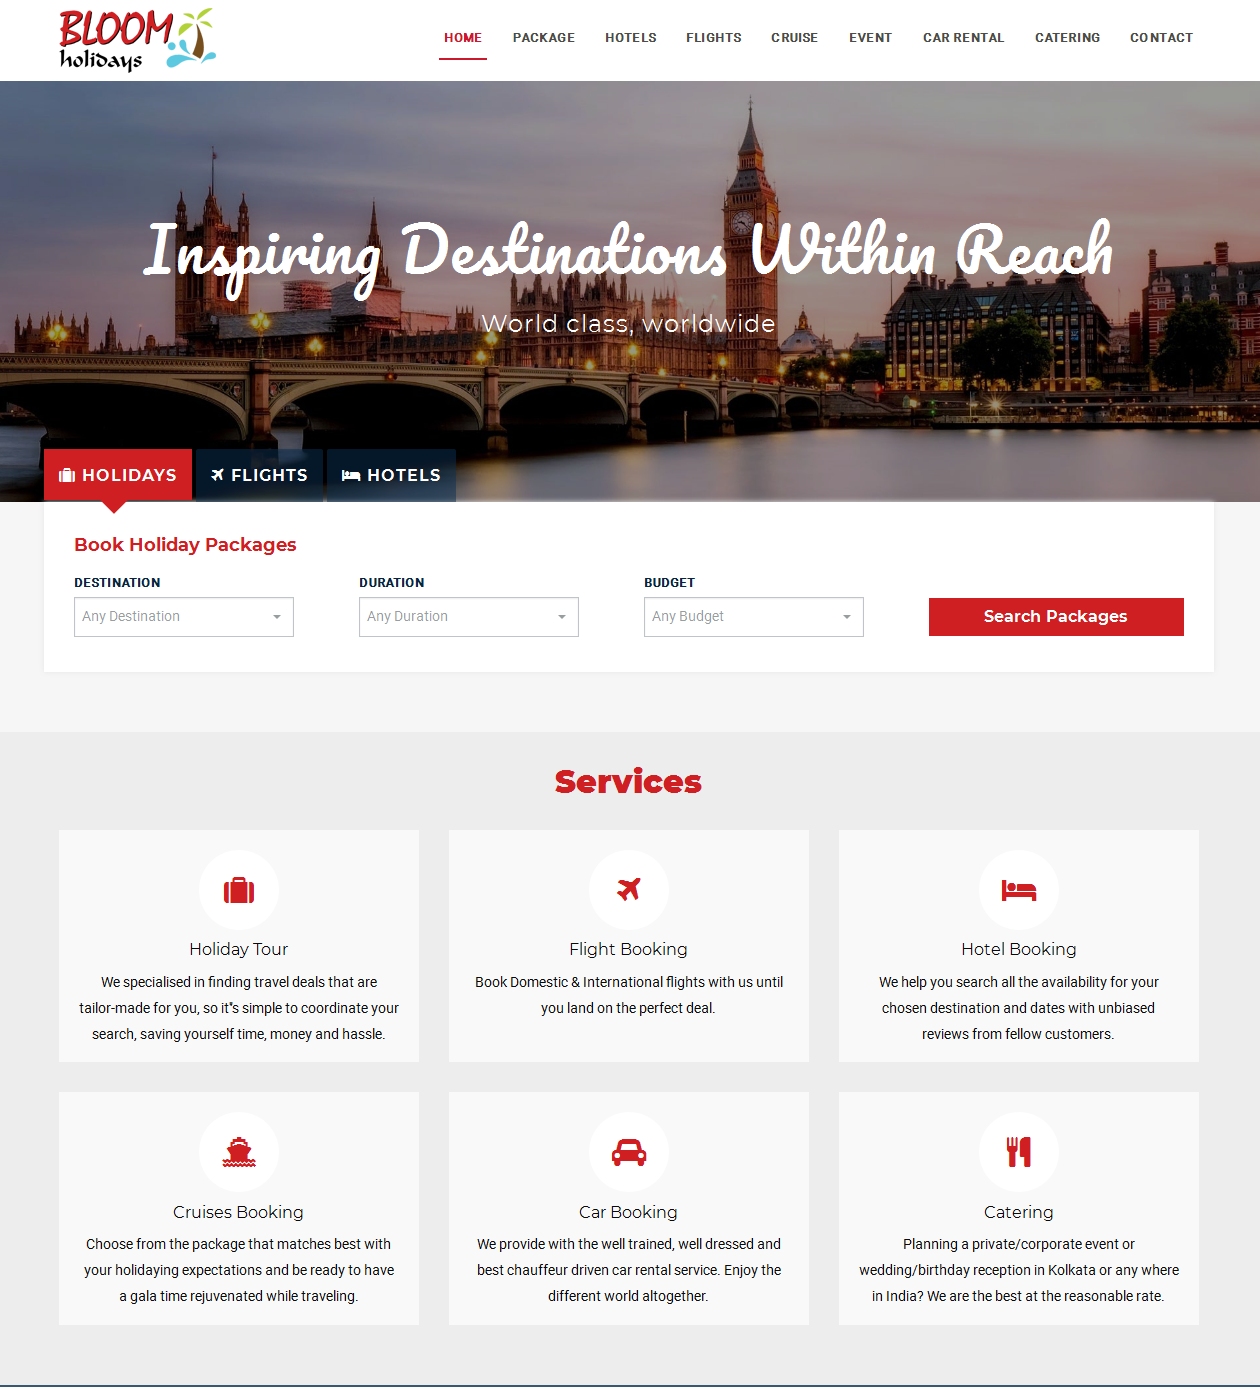 BLOOM
holidays
HOME PACKAGE HOTELS FLIGHTS CRUISE EVENT CAR RENTAL CATERING CONTACT
Inspiring Destinations Within Reach
World class, worldwide
HOLIDAYS FLIGHTS HOTELS
Book Holiday Packages
DESTINATION DURATION BUDGET
Any Destination Any Duration Any Budget Search Packages
Services
Holiday Tour
We specialised in finding travel deals that are
tailor-made for you, so it''s simple to coordinate your
search, saving yourself time, money and hassle.
Flight Booking
Book Domestic & International flights with us until
you land on the perfect deal.
Hotel Booking
We help you search all the availability for your
chosen destination and dates with unbiased
reviews from fellow customers.
Cruises Booking
Choose from the package that matches best with
your holidaying expectations and be ready to have
a gala time rejuvenated while traveling.
Car Booking
We provide with the well trained, well dressed and
best chauffeur driven car rental service. Enjoy the
different world altogether.
Catering
Planning a private/corporate event or
wedding/birthday reception in Kolkata or any where
in India? We are the best at the reasonable rate.